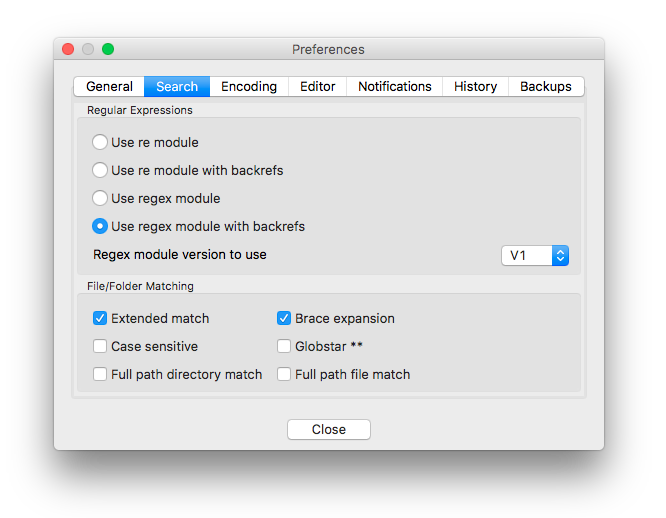 Preferences
General Search Encoding Editor Notifications History Backups
Regular Expressions
Use re module
Use re module with backrefs
Use regex module
Use regex module with backrefs
Regex module version to use V1
File/Folder Matching
Extended match Brace expansion
Case sensitive Globstar **
Full path directory match Full path file match
Close